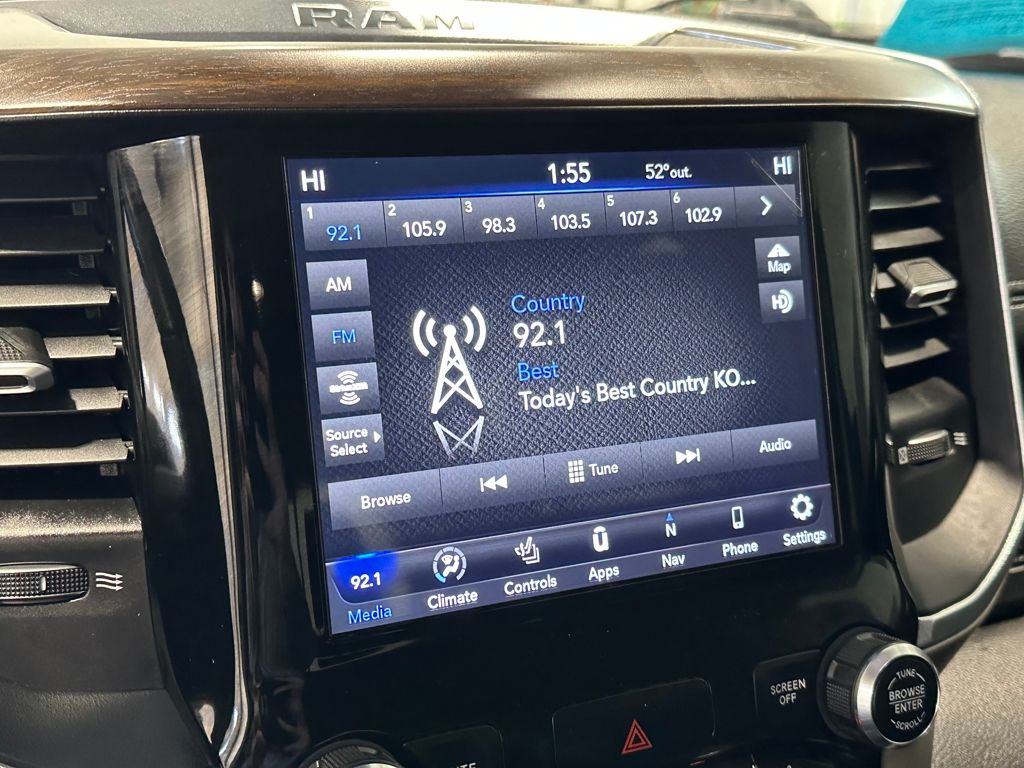 RAM
HI 1:55 52°out. HI
1 92.1 2 105.9 3 98.3 4 103.5 5 107.3 6 102.9
AM
Map
FM
HD
Country
92.1
Best
Today's Best Country KO...
siriusxm
Source
Select
Browse
Tune
Audio
92.1
Media
Climate
Controls
Apps
N
Nav
Phone
Settings
SCREEN
OFF
TUNE
BROWSE
ENTER
SCROLL